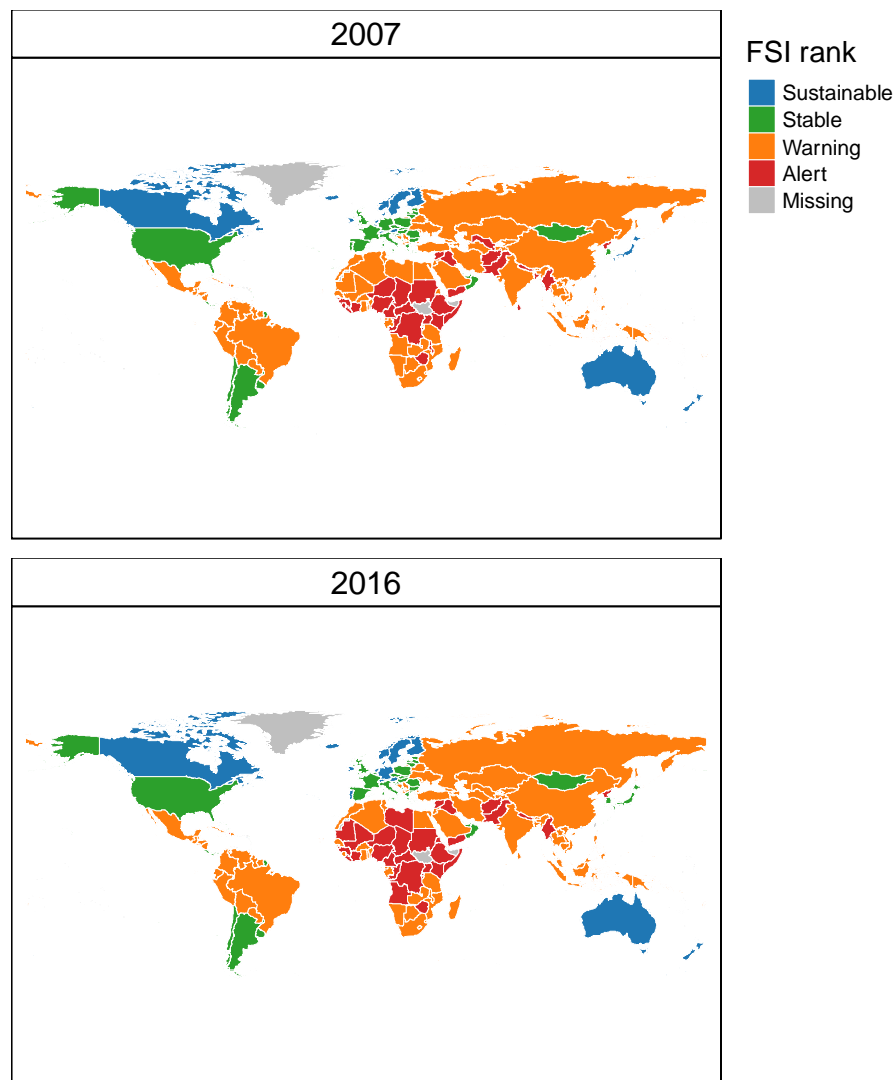 2007
FSI rank
Sustainable
Stable
Warning
Alert
Missing
2016